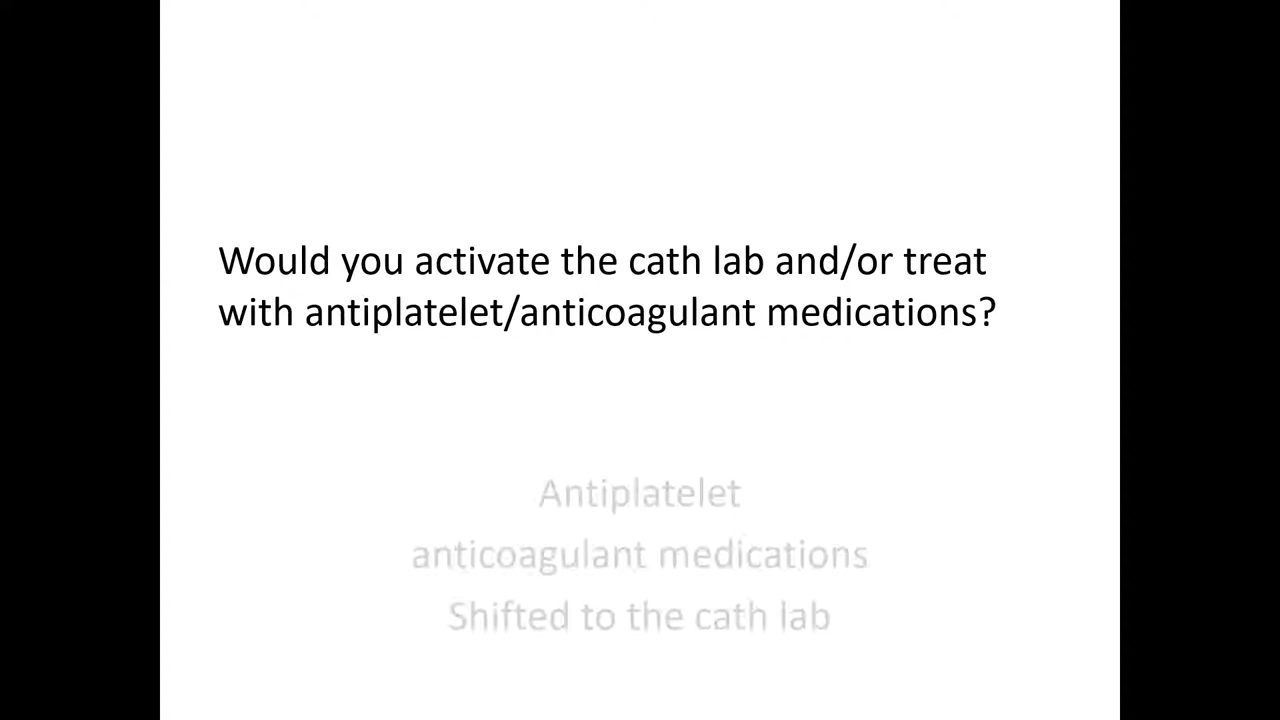 Would you activate the cath lab and/or treat
with antiplatelet/anticoagulant medications?
Antiplatelet
anticoagulant medications
Shifted to the cath lab